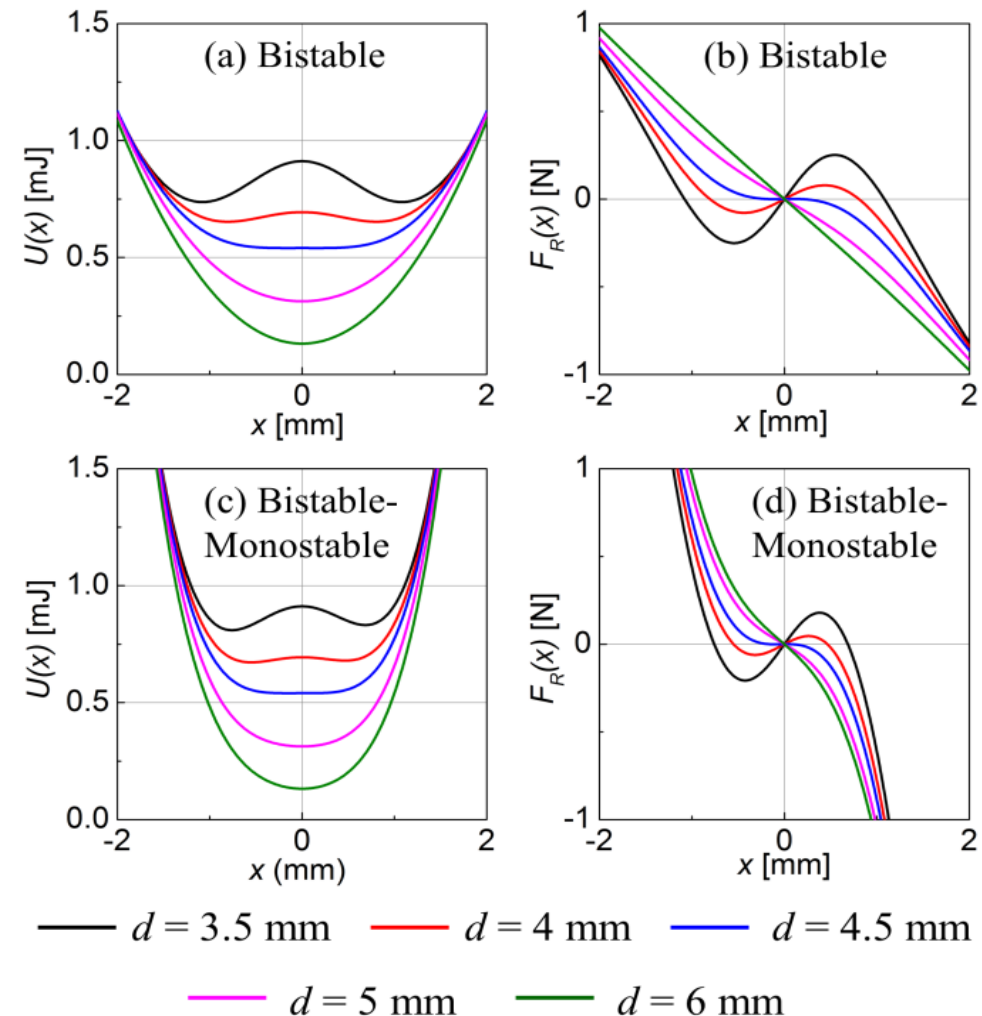 (a) Bistable
U(x) [mJ]
1.5
1.0
0.5
0.0
-2 0 2
x [mm]
(b) Bistable
F_R(x) [N]
1
0
-1
-2 0 2
x [mm]
(c) Bistable-
Monostable
U(x) [mJ]
1.5
1.0
0.5
0.0
-2 0 2
x (mm)
(d) Bistable-
Monostable
F_R(x) [N]
1
0
-1
-2 0 2
x [mm]
d = 3.5 mm d = 4 mm d = 4.5 mm
d = 5 mm d = 6 mm